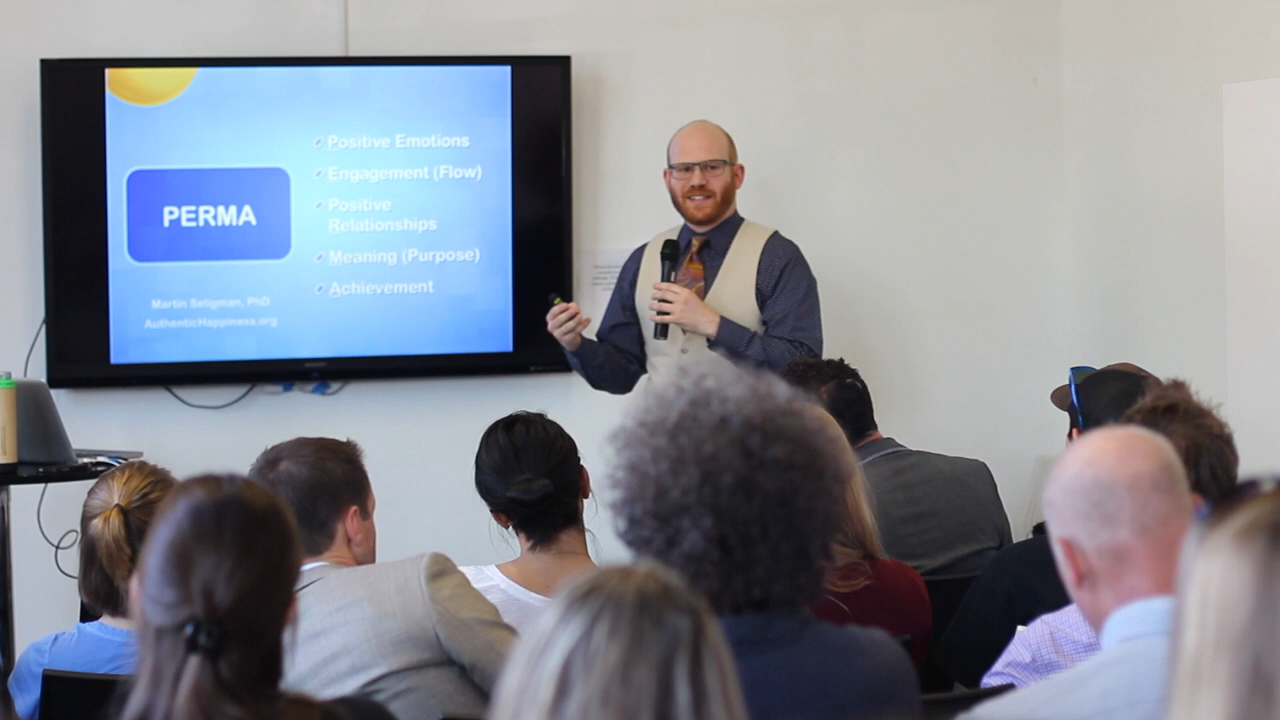 PERMA
Martin Seligman, PhD
AuthenticHappiness.org
Positive Emotions
Engagement (Flow)
Positive
Relationships
Meaning (Purpose)
Achievement